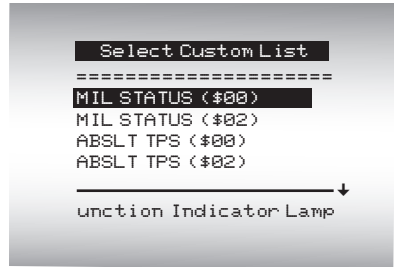 Select Custom List
=====================
MIL STATUS ($00)
MIL STATUS ($02)
ABSLT TPS ($00)
ABSLT TPS ($02)
unction Indicator Lamp